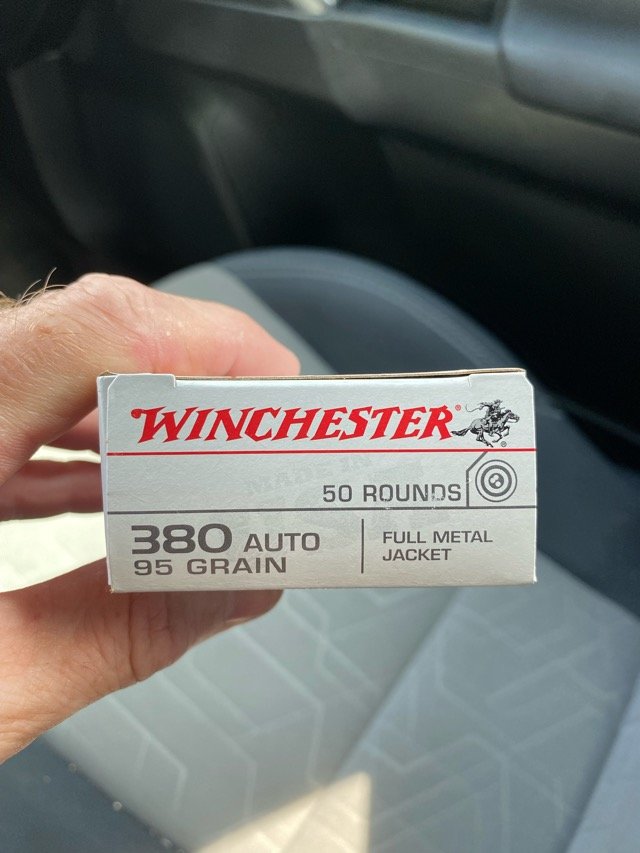 WINCHESTER®
50 ROUNDS
380 AUTO
95 GRAIN
FULL METAL
JACKET